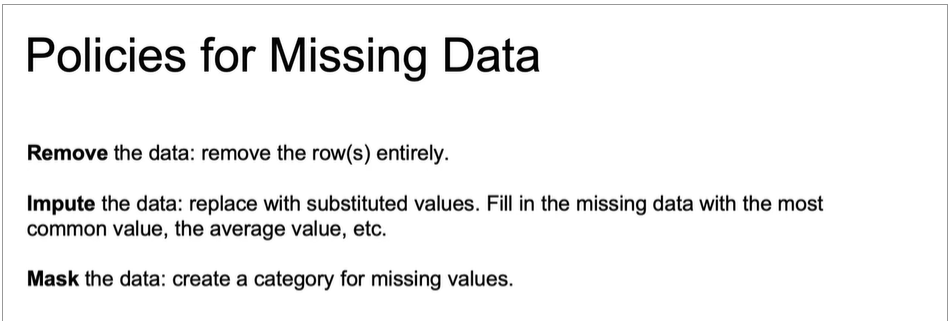 Policies for Missing Data
Remove the data: remove the row(s) entirely.
Impute the data: replace with substituted values. Fill in the missing data with the most
common value, the average value, etc.
Mask the data: create a category for missing values.